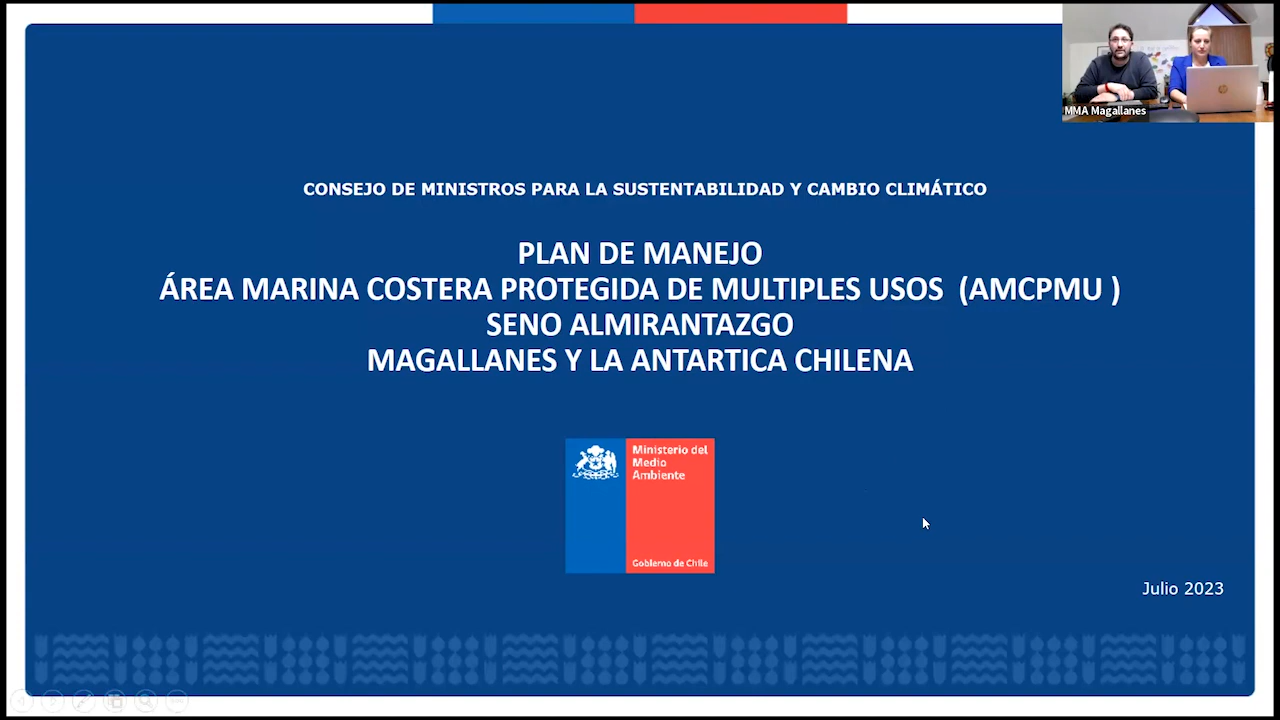 MMA Magallanes
CONSEJO DE MINISTROS PARA LA SUSTENTABILIDAD Y CAMBIO CLIMÁTICO
PLAN DE MANEJO
ÁREA MARINA COSTERA PROTEGIDA DE MULTIPLES USOS (AMCPMU )
SENO ALMIRANTAZGO
MAGALLANES Y LA ANTARTICA CHILENA
Ministerio del
Medio
Ambiente
Gobierno de Chile
Julio 2023